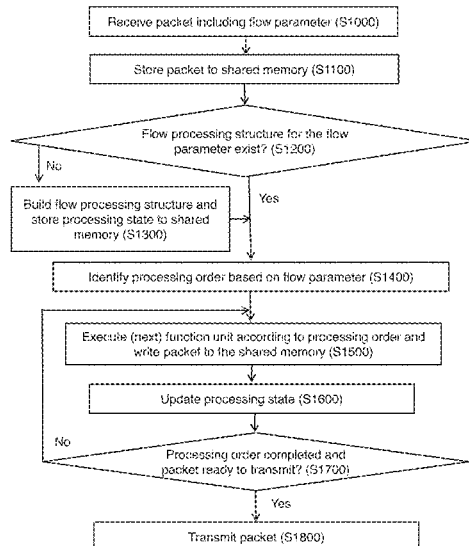 Receive packet including flow parameter (S1000)
Store packet to shared memory (S1100)
Flow processing structure for the flow
parameter exist? (S1200)
No
Yes
Build flow processing structure and
store processing state to shared
memory (S1300)
Identify processing order based on flow parameter (S1400)
Execute (next) function unit according to processing order and
write packet to the shared memory (S1500)
Update processing state (S1600)
No
Processing order completed and
packet ready to transmit? (S1700)
Yes
Transmit packet (S1800)